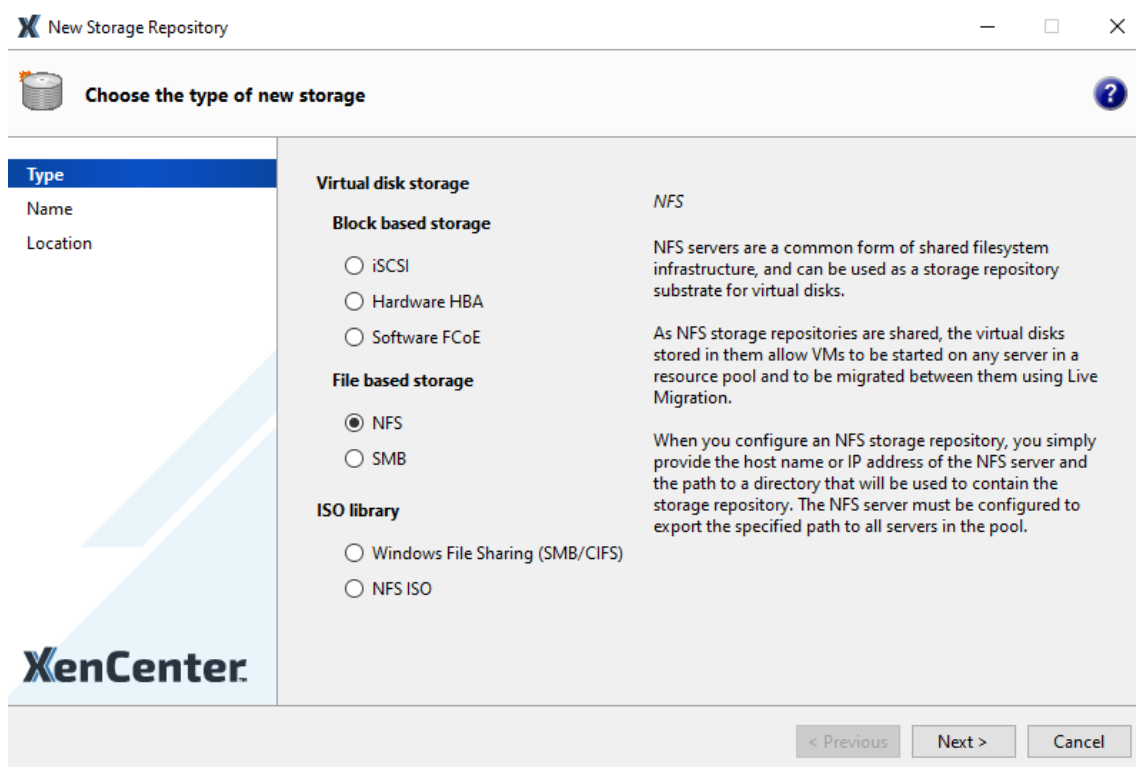 New Storage Repository
Choose the type of new storage
?
Type
Name
Location
Virtual disk storage
Block based storage
iSCSI
Hardware HBA
Software FCoE
File based storage
NFS
SMB
ISO library
Windows File Sharing (SMB/CIFS)
NFS ISO
NFS
NFS servers are a common form of shared filesystem
infrastructure, and can be used as a storage repository
substrate for virtual disks.
As NFS storage repositories are shared, the virtual disks
stored in them allow VMs to be started on any server in a
resource pool and to be migrated between them using Live
Migration.
When you configure an NFS storage repository, you simply
provide the host name or IP address of the NFS server and
the path to a directory that will be used to contain the
storage repository. The NFS server must be configured to
export the specified path to all servers in the pool.
XenCenter™
< Previous
Next >
Cancel